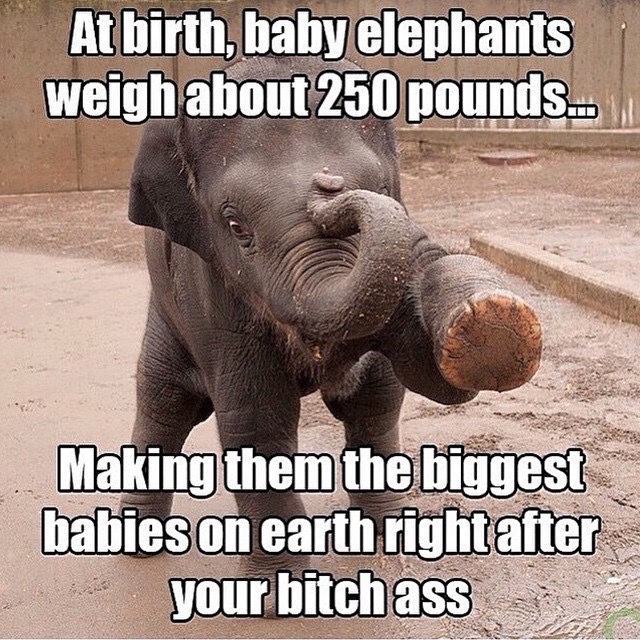 At birth, baby elephants
weigh about 250 pounds...
Making them the biggest
babies on earth right after
your bitch ass